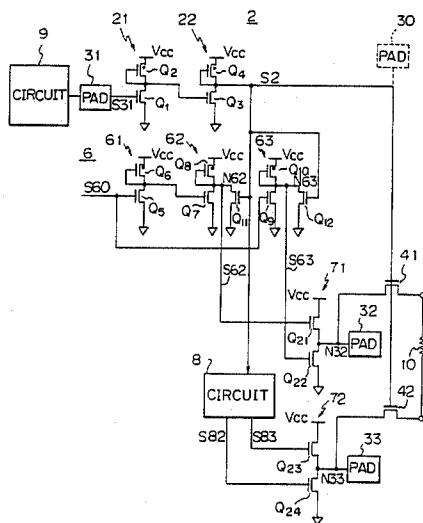 2
30
PAD
21
22
9
31
Vcc
Vcc
Q2
Q4
S2
CIRCUIT
PAD
S31
Q1
Q3
6
61
62
63
Vcc
Vcc
Vcc
Q6
Q8
Q10
N62
N63
S60
Q5
Q7
Q11
Q9
Q12
S62
S63
71
41
Vcc
32
Q21
PAD
N32
10
Q22
42
8
CIRCUIT
72
Vcc
33
S82
S83
Q23
PAD
N33
Q24